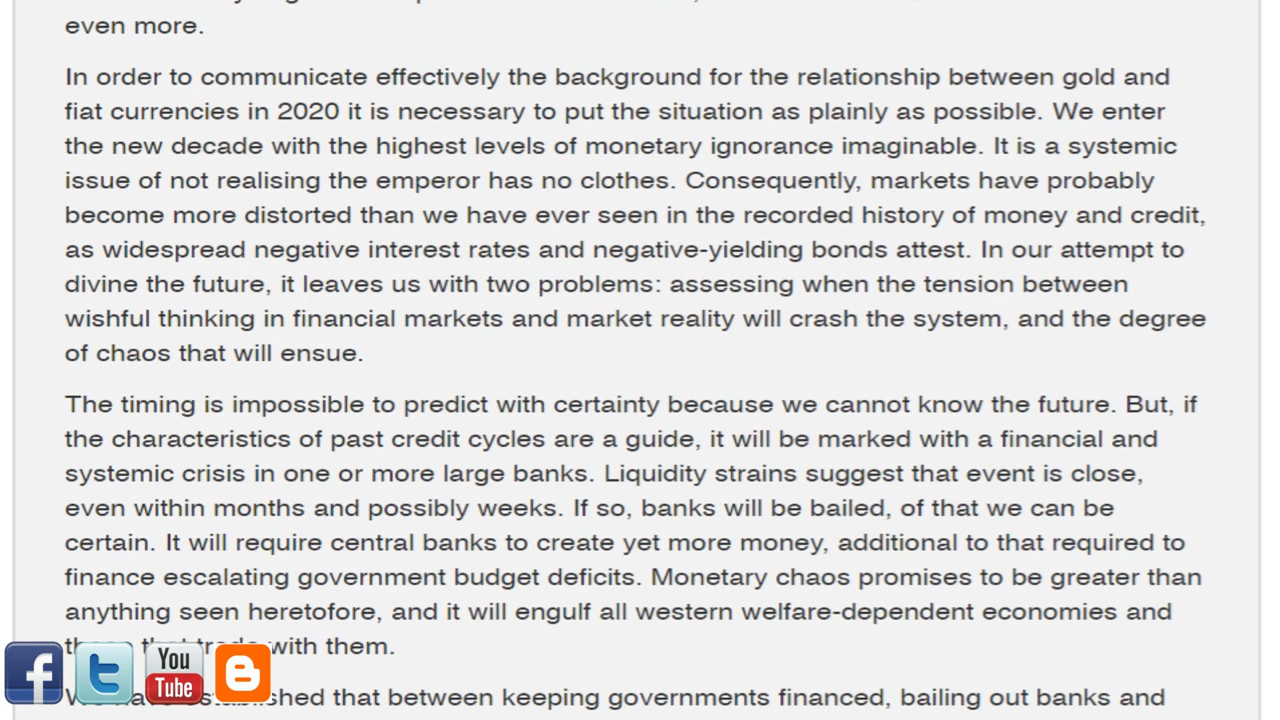 even more.
In order to communicate effectively the background for the relationship between gold and
fiat currencies in 2020 it is necessary to put the situation as plainly as possible. We enter
the new decade with the highest levels of monetary ignorance imaginable. It is a systemic
issue of not realising the emperor has no clothes. Consequently, markets have probably
become more distorted than we have ever seen in the recorded history of money and credit,
as widespread negative interest rates and negative-yielding bonds attest. In our attempt to
divine the future, it leaves us with two problems: assessing when the tension between
wishful thinking in financial markets and market reality will crash the system, and the degree
of chaos that will ensue.
The timing is impossible to predict with certainty because we cannot know the future. But, if
the characteristics of past credit cycles are a guide, it will be marked with a financial and
systemic crisis in one or more large banks. Liquidity strains suggest that event is close,
even within months and possibly weeks. If so, banks will be bailed, of that we can be
certain. It will require central banks to create yet more money, additional to that required to
finance escalating government budget deficits. Monetary chaos promises to be greater than
anything seen heretofore, and it will engulf all western welfare-dependent economies and
those that trade with them.
We have established that between keeping governments financed, bailing out banks and
f
t
You
Tube
B